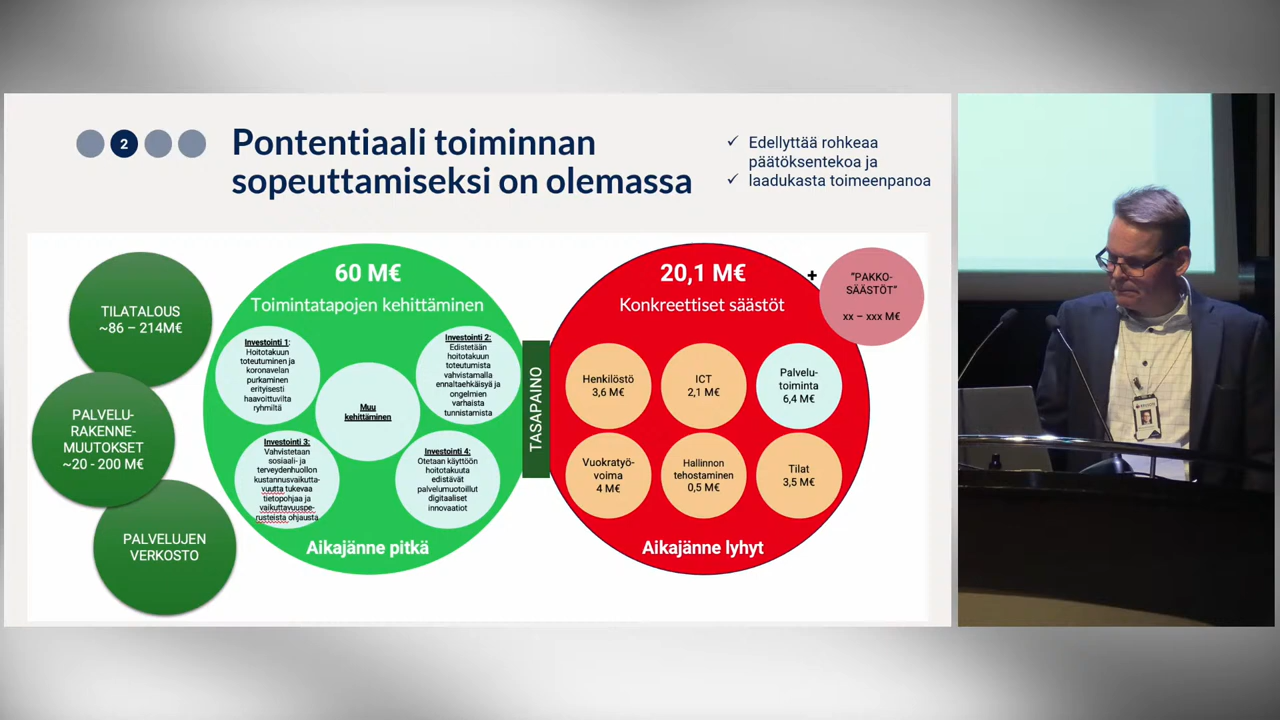 2
Pontentiaali toiminnan
sopeuttamiseksi on olemassa
✓ Edellyttää rohkeaa
päätöksentekoa ja
✓ laadukasta toimeenpanoa
TILATALOUS
~86 – 214M€
PALVELU-
RAKENNE-
MUUTOKSET
~20 - 200 M€
PALVELUJEN
VERKOSTO
60 M€
Toimintatapojen kehittäminen
Investointi 1:
Hoitotakuun
toteutuminen ja
koronavelan
purkaminen
erityisesti
haavoittuvilta
ryhmiltä
Investointi 2:
Edistetään
hoitotakuun
toteutumista
vahvistamalla
ennaltaehkäisyä ja
ongelmien
varhaista
tunnistamista
Muu
kehittäminen
Investointi 3:
Vahvistetaan
sosiaali- ja
terveydenhuollon
kustannusvaikutta-
vuutta tukevaa
tietopohjaa ja
vaikuttavuuspe-
rusteista ohjausta
Investointi 4:
Otetaan käyttöön
hoitotakuuta
edistävät
palvelumuotoillut
digitaaliset
innovaatiot
Aikajänne pitkä
TASAPAINO
20,1 M€
Konkreettiset säästöt
Henkilöstö
3,6 M€
ICT
2,1 M€
Palvelu-
toiminta
6,4 M€
Vuokratyö-
voima
4 M€
Hallinnon
tehostaminen
0,5 M€
Tilat
3,5 M€
Aikajänne lyhyt
+
"PAKKO-
SÄÄSTÖT"
xx – xxx M€